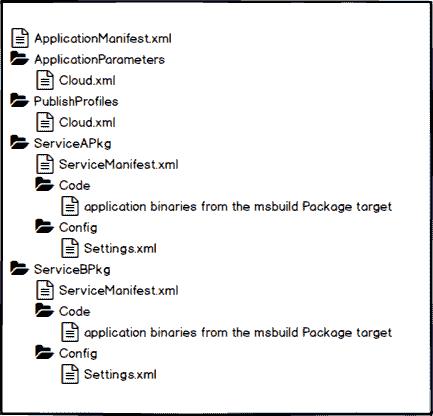 ApplicationManifest.xml
ApplicationParameters
Cloud.xml
PublishProfiles
Cloud.xml
ServiceAPkg
ServiceManifest.xml
Code
application binaries from the msbuild Package target
Config
Settings.xml
ServiceBPkg
ServiceManifest.xml
Code
application binaries from the msbuild Package target
Config
Settings.xml